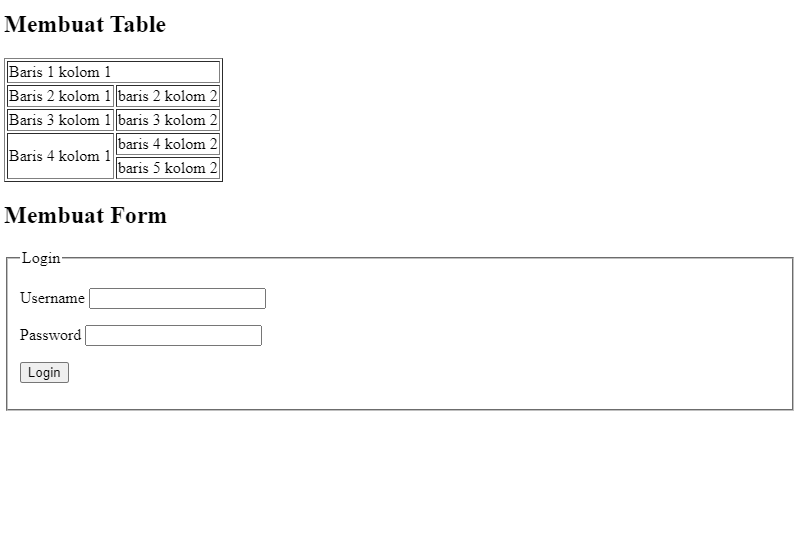 Membuat Table
Baris 1 kolom 1
Baris 2 kolom 1 baris 2 kolom 2
Baris 3 kolom 1 baris 3 kolom 2
Baris 4 kolom 1 baris 4 kolom 2
baris 5 kolom 2
Membuat Form
Login
Username
Password
Login